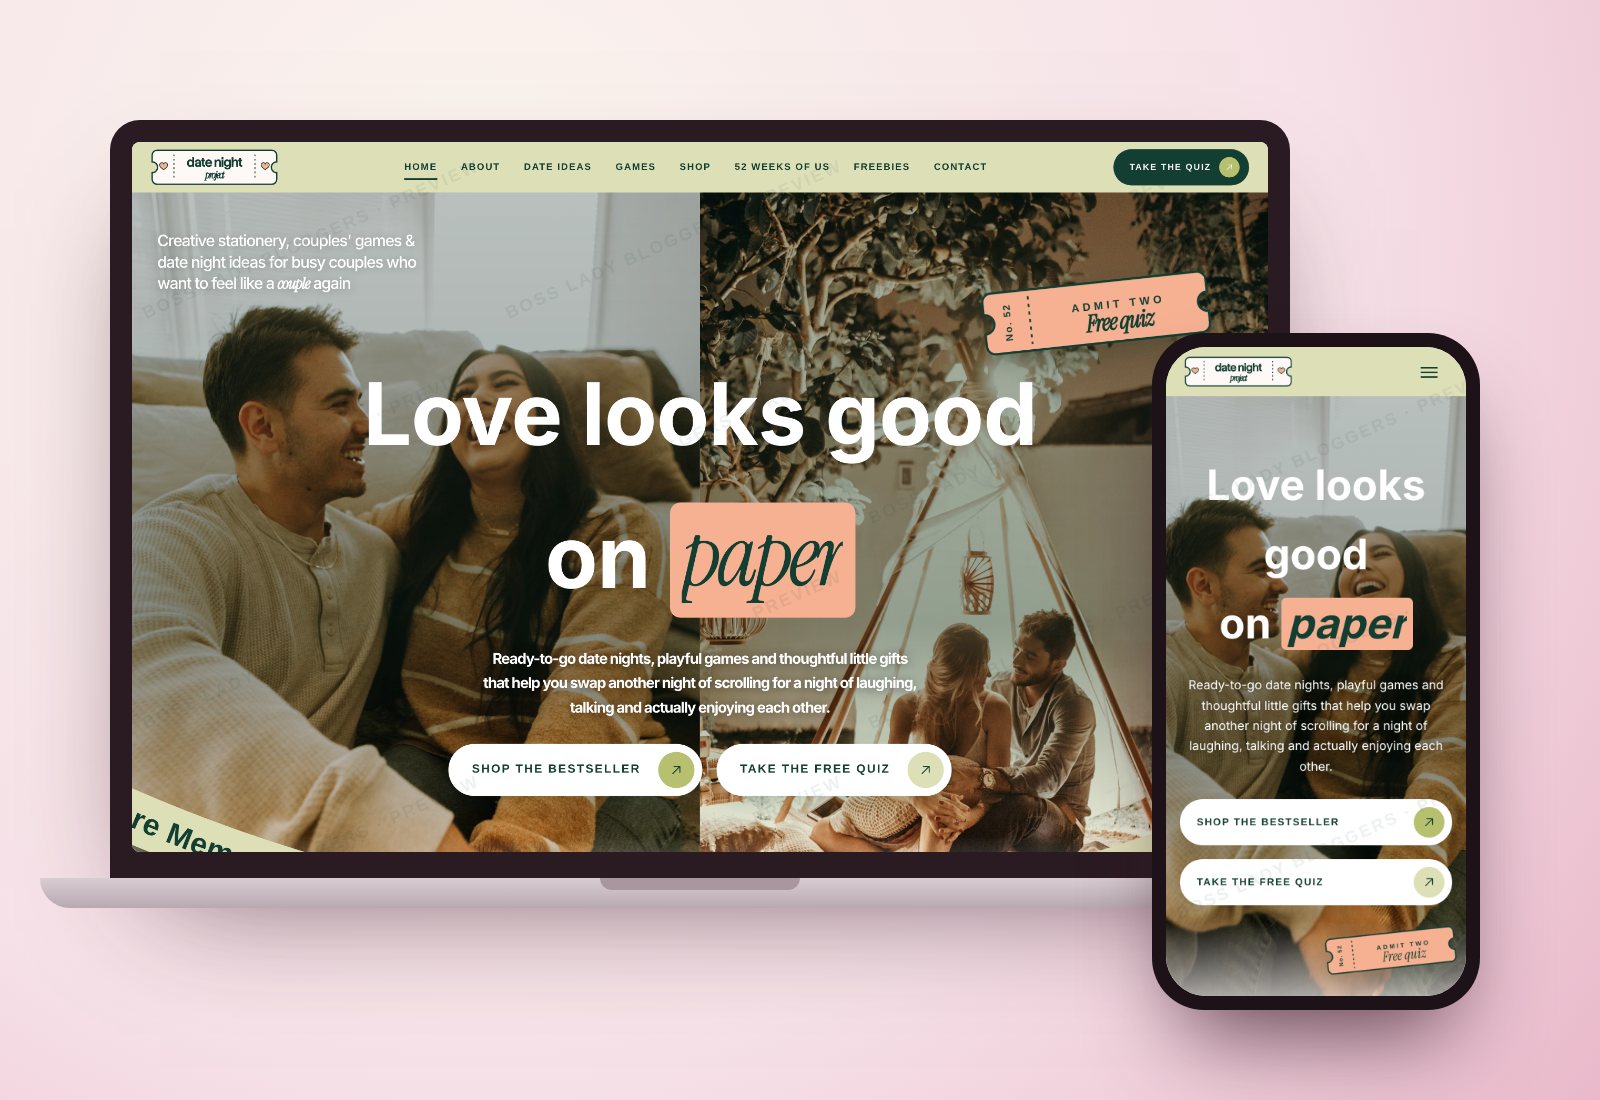 date night
project
HOME ABOUT DATE IDEAS GAMES SHOP 52 WEEKS OF US FREEBIES CONTACT
TAKE THE QUIZ
Creative stationery, couples' games &
date night ideas for busy couples who
want to feel like a couple again
No. 52
ADMIT TWO
Free quiz
Love looks good
on paper
Ready-to-go date nights, playful games and thoughtful little gifts
that help you swap another night of scrolling for a night of laughing,
talking and actually enjoying each other.
SHOP THE BESTSELLER
TAKE THE FREE QUIZ
re Mem
BOSS LADY BLOGGERS · PREVIEW
date night
project
Love looks
good
on paper
Ready-to-go date nights, playful games and
thoughtful little gifts that help you swap
another night of scrolling for a night of
laughing, talking and actually enjoying each
other.
SHOP THE BESTSELLER
TAKE THE FREE QUIZ
No. 52
ADMIT TWO
Free quiz